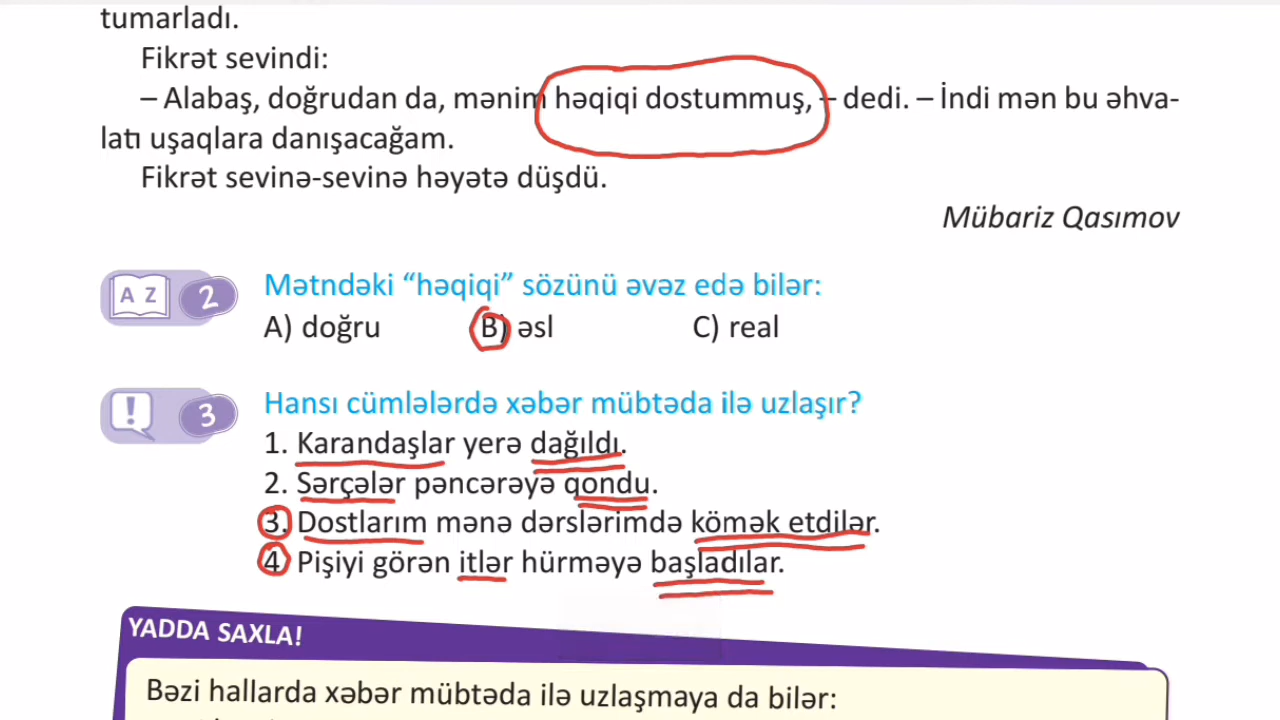 tumarladı.
Fikrət sevindi:
– Alabaş, doğrudan da, mənim həqiqi dostummuş, – dedi. – İndi mən bu əhva-
latı uşaqlara danışacağam.
Fikrət sevinə-sevinə həyətə düşdü.
Mübariz Qasımov
A Z 2 Mətndəki “həqiqi” sözünü əvəz edə bilər:
A) doğru B) əsl C) real
! 3 Hansı cümlələrdə xəbər mübtəda ilə uzlaşır?
1. Karandaşlar yerə dağıldı.
2. Sərçələr pəncərəyə qondu.
3. Dostlarım mənə dərslərimdə kömək etdilər.
4. Pişiyi görən itlər hürməyə başladılar.
YADDA SAXLA!
Bəzi hallarda xəbər mübtəda ilə uzlaşmaya da bilər: